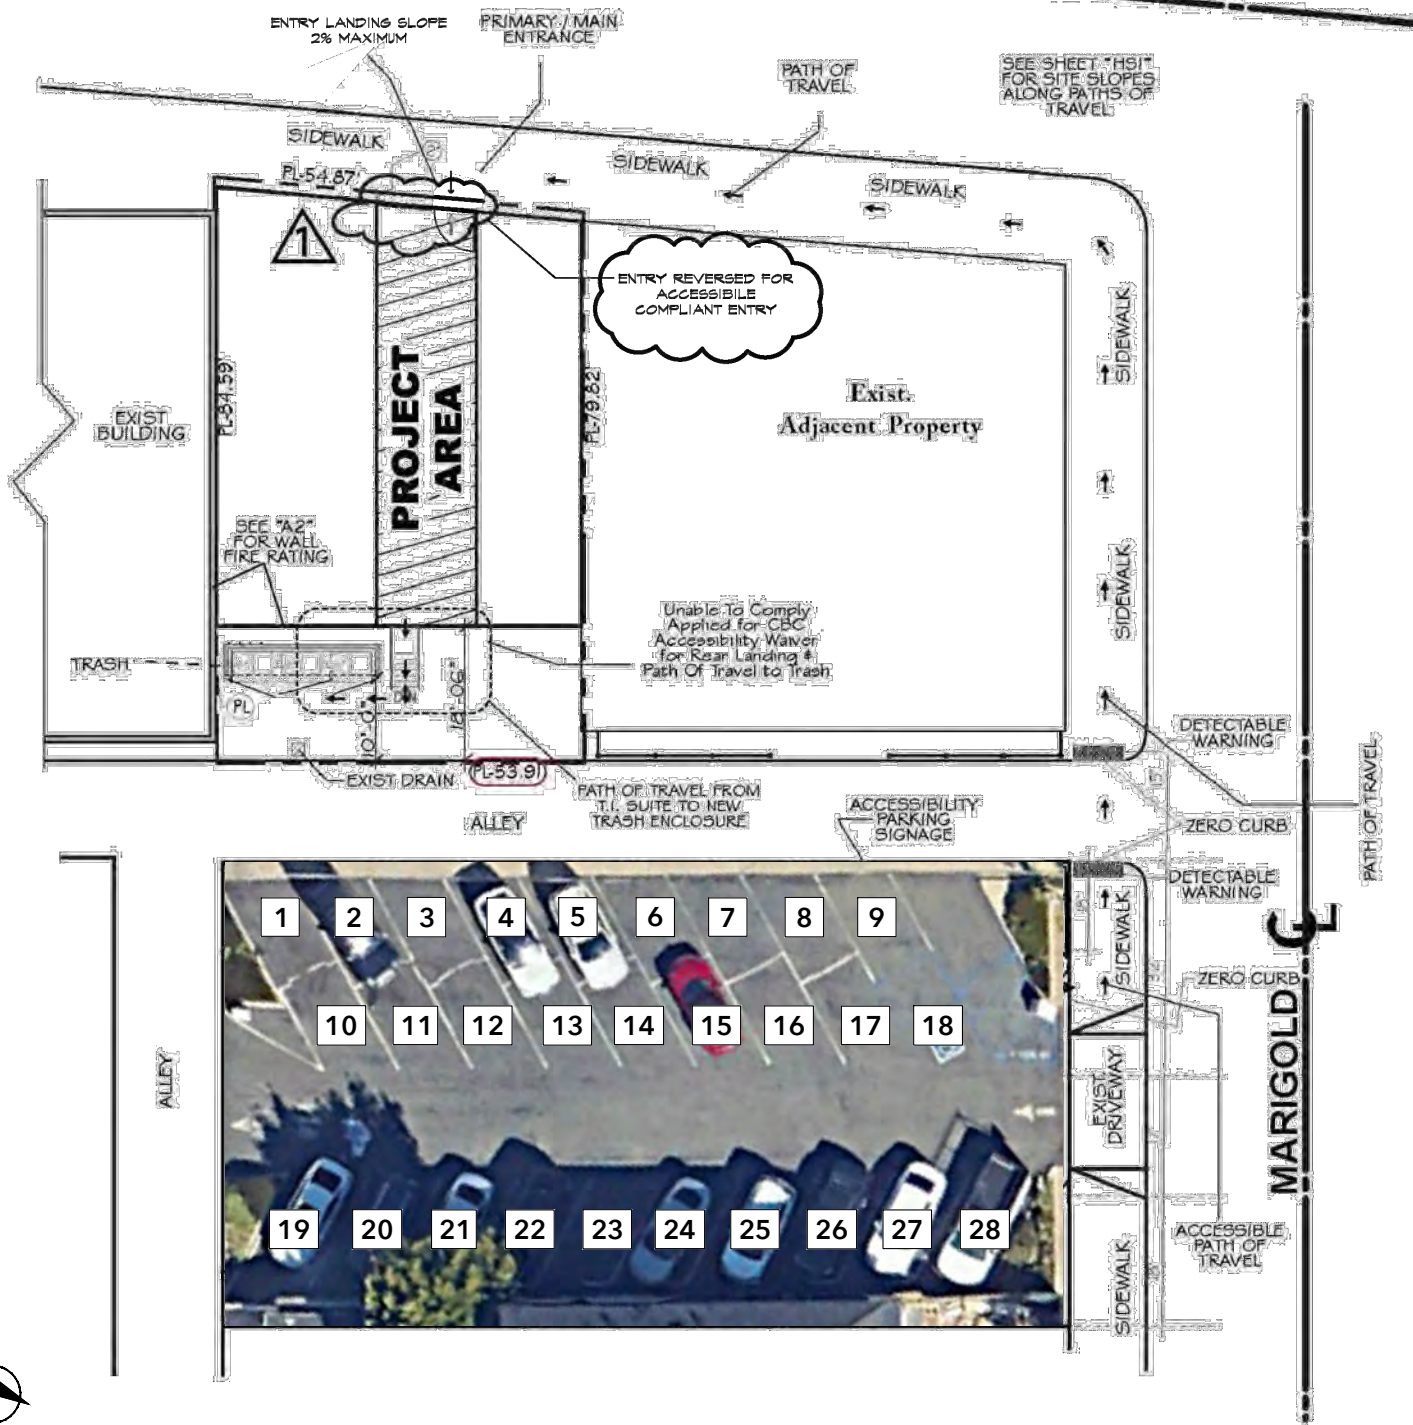 ENTRY LANDING SLOPE
2% MAXIMUM
PRIMARY / MAIN
ENTRANCE
PATH OF
TRAVEL
SEE SHEET "HS1"
FOR SITE SLOPES
ALONG PATHS OF
TRAVEL
SIDEWALK
SIDEWALK
SIDEWALK
PL-54.87'
1
ENTRY REVERSED FOR
ACCESSIBILE
COMPLIANT ENTRY
SIDEWALK
PROJECT
AREA
PL-84.59'
PL-79.82
EXIST
BUILDING
Exist.
Adjacent Property
SEE "A2"
FOR WALL
FIRE RATING
SIDEWALK
Unable To Comply
Applied for CBC
Accessibility Waiver
for Rear Landing &
Path Of Travel to Trash
TRASH
PL
10'-0"
18'-06"
EXIST DRAIN
PL-53.91
PATH OF TRAVEL FROM
T.I. SUITE TO NEW
TRASH ENCLOSURE
DETECTABLE
WARNING
PATH OF TRAVEL
ALLEY
ACCESSIBILITY
PARKING
SIGNAGE
ZERO CURB
DETECTABLE
WARNING
SIDEWALK
ZERO CURB
1 2 3 4 5 6 7 8 9
10 11 12 13 14 15 16 17 18
ALLEY
EXIST
DRIVEWAY
MARIGOLD
19 20 21 22 23 24 25 26 27 28
ACCESSIBLE
PATH OF
TRAVEL
SIDEWALK